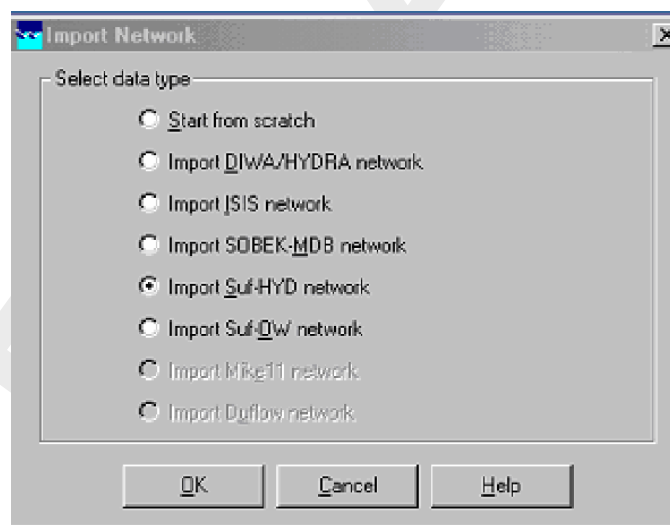 Import Network
Select data type
Start from scratch
Import DIWA/HYDRA network
Import ISIS network
Import SOBEK-MDB network
Import Suf-HYD network
Import Suf-OW network
Import Mike11 network
Import Duflow network
OK
Cancel
Help